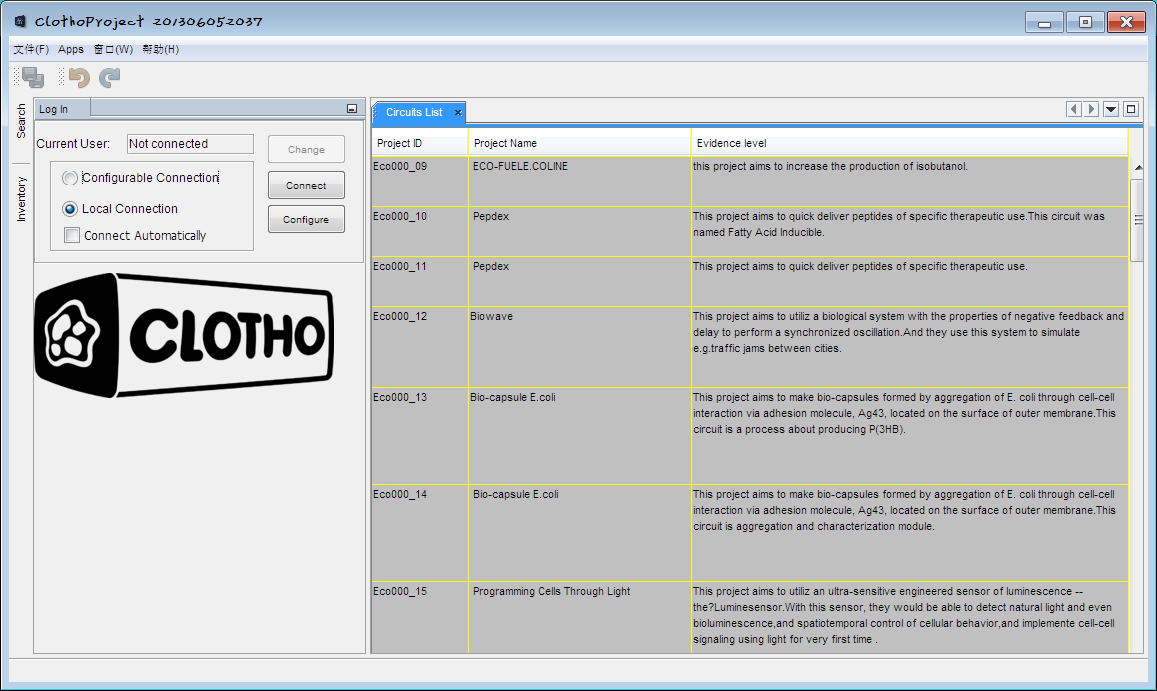 ClothoProject 201306052037
文件(F) Apps 窗口(W) 帮助(H)
Search
Inventory
Log In
Current User: Not connected
Change
Configurable Connection
Connect
Local Connection
Configure
Connect Automatically
CLOTHO
Circuits List
Project ID Project Name Evidence level
Eco000_09 ECO-FUELE.COLINE this project aims to increase the production of isobutanol.
Eco000_10 Pepdex This project aims to quick deliver peptides of specific therapeutic use.This circuit was
named Fatty Acid Inducible.
Eco000_11 Pepdex This project aims to quick deliver peptides of specific therapeutic use.
Eco000_12 Biowave This project aims to utiliz a biological system with the properties of negative feedback and
delay to perform a synchronized oscillation.And they use this system to simulate
e.g.traffic jams between cities.
Eco000_13 Bio-capsule E.coli This project aims to make bio-capsules formed by aggregation of E. coli through cell-cell
interaction via adhesion molecule, Ag43, located on the surface of outer membrane.This
circuit is a process about producing P(3HB).
Eco000_14 Bio-capsule E.coli This project aims to make bio-capsules formed by aggregation of E. coli through cell-cell
interaction via adhesion molecule, Ag43, located on the surface of outer membrane.This
circuit is aggregation and characterization module.
Eco000_15 Programming Cells Through Light This project aims to utiliz an ultra-sensitive engineered sensor of luminescence --
the?Luminesensor.With this sensor, they would be able to detect natural light and even
bioluminescence,and spatiotemporal control of cellular behavior,and implemente cell-cell
signaling using light for very first time .